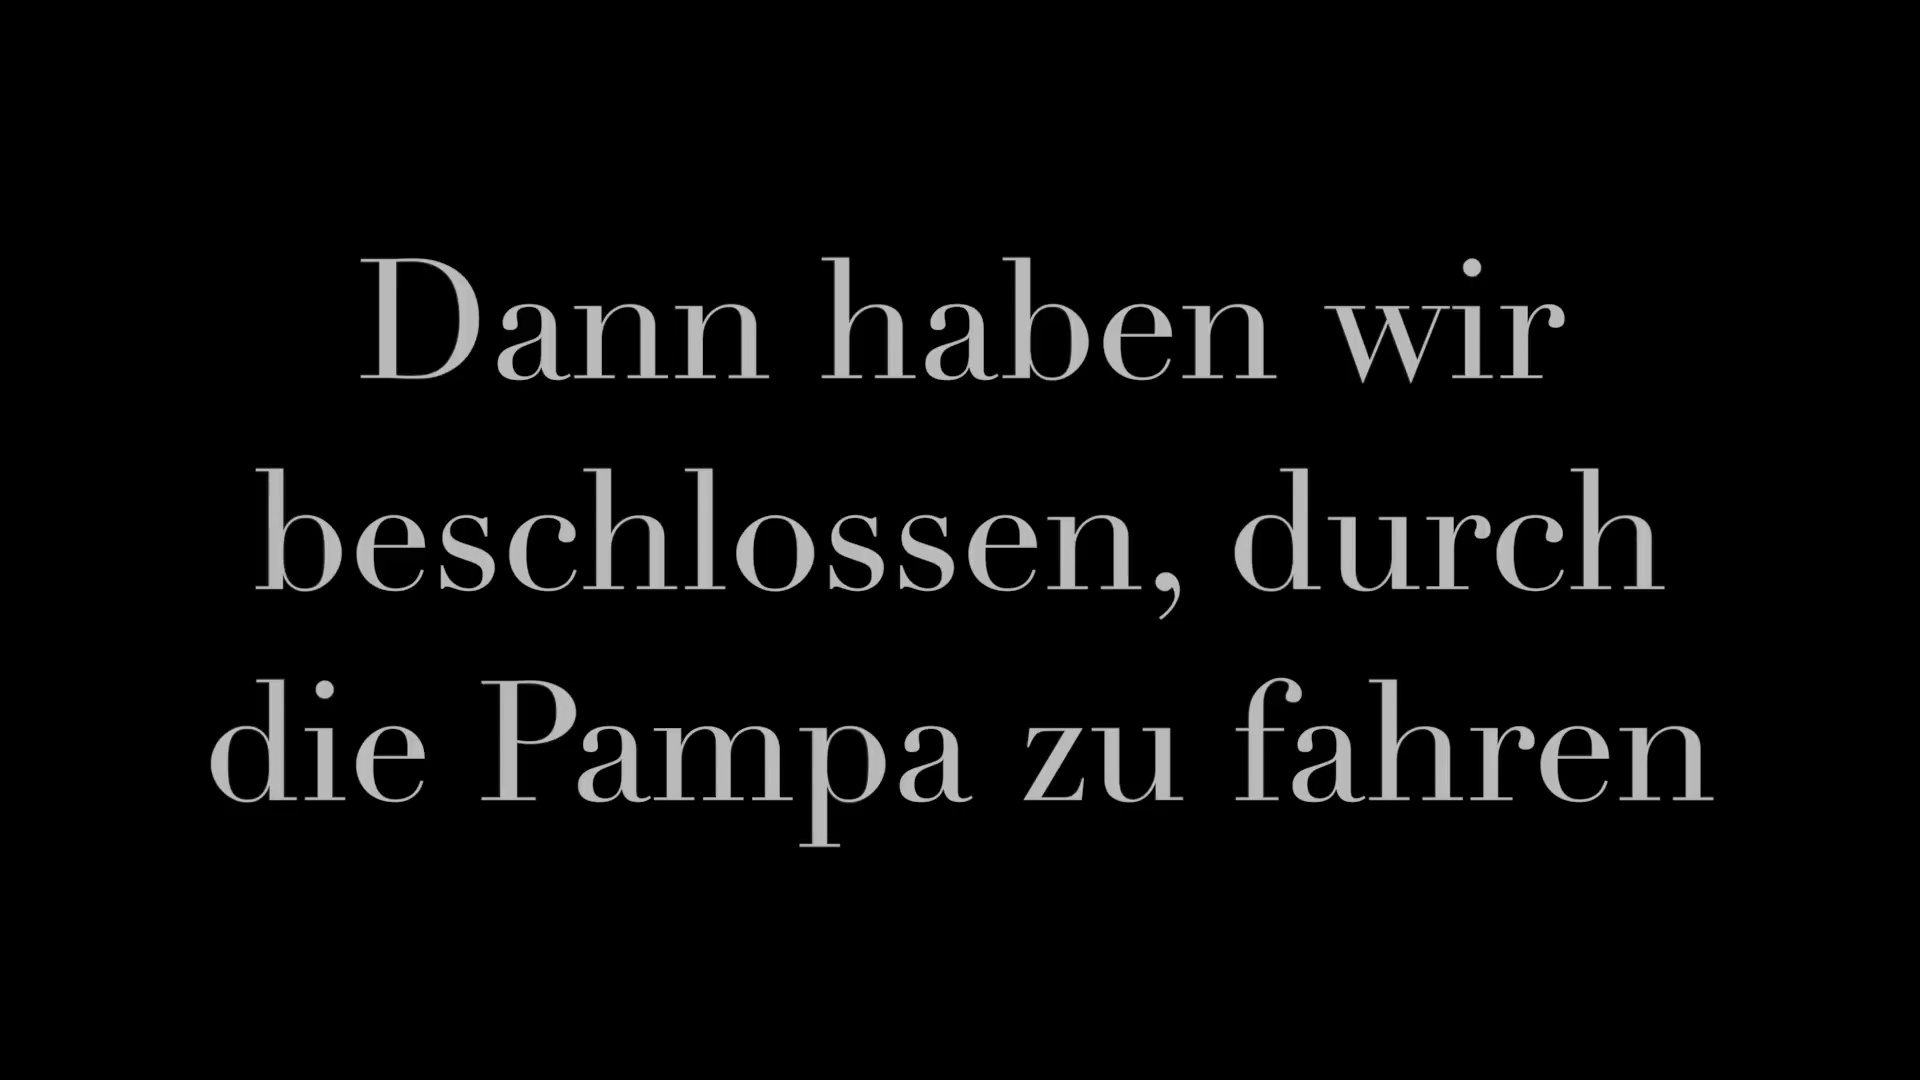 Dann haben wir
beschlossen, durch
die Pampa zu fahren